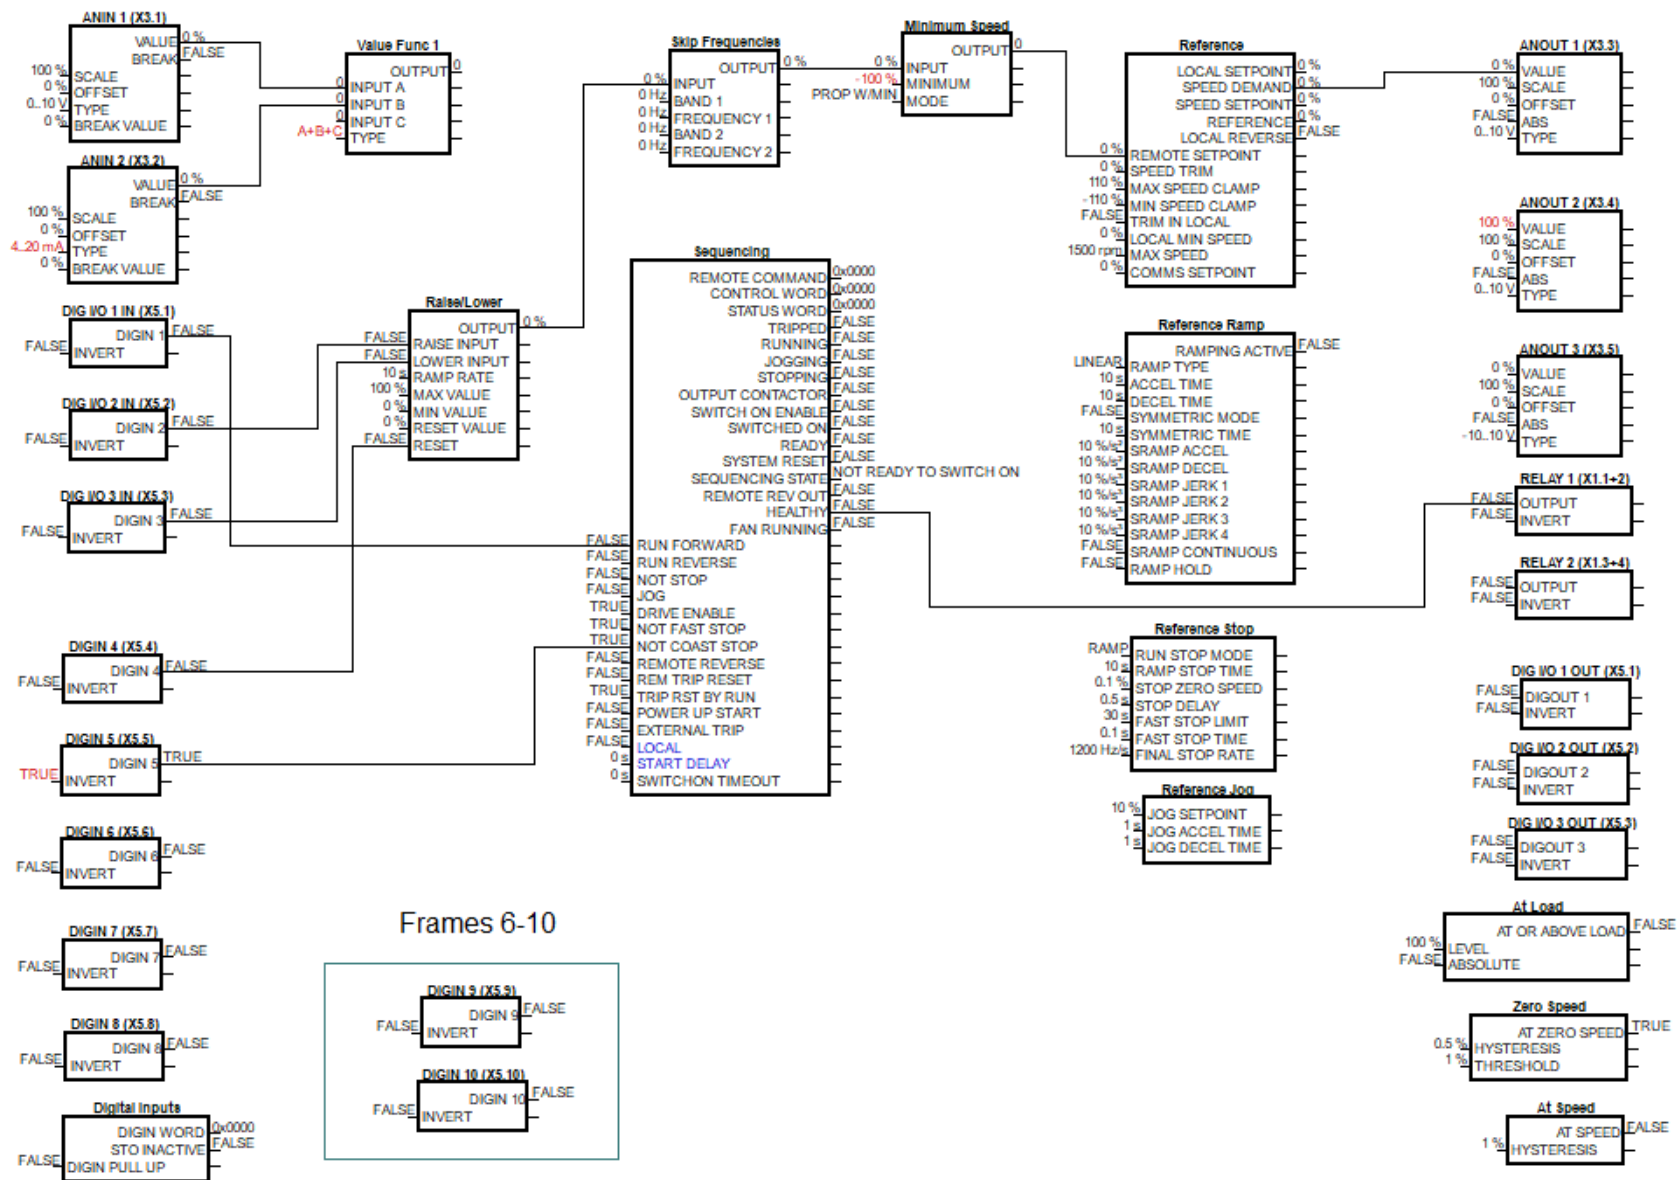 ANIN 1 (X3.1)
VALUE 0 %
BREAK FALSE
100 % SCALE
0 % OFFSET
0..10 V TYPE
0 % BREAK VALUE
ANIN 2 (X3.2)
VALUE 0 %
BREAK FALSE
100 % SCALE
0 % OFFSET
4..20 mA TYPE
0 % BREAK VALUE
DIG I/O 1 IN (X5.1)
DIGIN 1 FALSE
FALSE INVERT
DIG I/O 2 IN (X5.2)
DIGIN 2 FALSE
FALSE INVERT
DIG I/O 3 IN (X5.3)
DIGIN 3 FALSE
FALSE INVERT
DIGIN 4 (X5.4)
DIGIN 4 FALSE
FALSE INVERT
DIGIN 5 (X5.5)
DIGIN 5 TRUE
TRUE INVERT
DIGIN 6 (X5.6)
DIGIN 6 FALSE
FALSE INVERT
DIGIN 7 (X5.7)
DIGIN 7 FALSE
FALSE INVERT
DIGIN 8 (X5.8)
DIGIN 8 FALSE
FALSE INVERT
Digital Inputs
DIGIN WORD 0x0000
STO INACTIVE FALSE
FALSE DIGIN PULL UP
Value Func 1
OUTPUT 0
0 INPUT A
0 INPUT B
0 INPUT C
A+B+C TYPE
Raise/Lower
OUTPUT 0 %
FALSE RAISE INPUT
FALSE LOWER INPUT
10 s RAMP RATE
100 % MAX VALUE
0 % MIN VALUE
0 % RESET VALUE
FALSE RESET
Frames 6-10
DIGIN 9 (X5.9)
DIGIN 9 FALSE
FALSE INVERT
DIGIN 10 (X5.10)
DIGIN 10 FALSE
FALSE INVERT
Skip Frequencies
OUTPUT 0 %
0 % INPUT
0 Hz BAND 1
0 Hz FREQUENCY 1
0 Hz BAND 2
0 Hz FREQUENCY 2
Sequencing
REMOTE COMMAND 0x0000
CONTROL WORD 0x0000
STATUS WORD 0x0000
TRIPPED FALSE
RUNNING FALSE
JOGGING FALSE
STOPPING FALSE
OUTPUT CONTACTOR FALSE
SWITCH ON ENABLE FALSE
SWITCHED ON FALSE
READY FALSE
SYSTEM RESET FALSE
SEQUENCING STATE NOT READY TO SWITCH ON
REMOTE REV OUT FALSE
HEALTHY FALSE
FAN RUNNING FALSE
FALSE RUN FORWARD
FALSE RUN REVERSE
FALSE NOT STOP
FALSE JOG
TRUE DRIVE ENABLE
TRUE NOT FAST STOP
TRUE NOT COAST STOP
FALSE REMOTE REVERSE
FALSE REM TRIP RESET
TRUE TRIP RST BY RUN
FALSE POWER UP START
FALSE EXTERNAL TRIP
FALSE LOCAL
0 s START DELAY
0 s SWITCHON TIMEOUT
Minimum Speed
OUTPUT 0
0 % INPUT
-100 % MINIMUM
PROP W/MIN MODE
Reference
LOCAL SETPOINT 0 %
SPEED DEMAND 0 %
SPEED SETPOINT 0 %
REFERENCE 0 %
LOCAL REVERSE FALSE
0 % REMOTE SETPOINT
0 % SPEED TRIM
110 % MAX SPEED CLAMP
-110 % MIN SPEED CLAMP
FALSE TRIM IN LOCAL
0 % LOCAL MIN SPEED
1500 rpm MAX SPEED
0 % COMMS SETPOINT
Reference Ramp
RAMPING ACTIVE FALSE
LINEAR RAMP TYPE
10 s ACCEL TIME
10 s DECEL TIME
FALSE SYMMETRIC MODE
10 s SYMMETRIC TIME
10 %/s² SRAMP ACCEL
10 %/s² SRAMP DECEL
10 %/s³ SRAMP JERK 1
10 %/s³ SRAMP JERK 2
10 %/s³ SRAMP JERK 3
10 %/s³ SRAMP JERK 4
FALSE SRAMP CONTINUOUS
FALSE RAMP HOLD
Reference Stop
RAMP RUN STOP MODE
10 s RAMP STOP TIME
0.1 % STOP ZERO SPEED
0.5 s STOP DELAY
30 s FAST STOP LIMIT
0.1 s FAST STOP TIME
1200 Hz/s FINAL STOP RATE
Reference Jog
10 % JOG SETPOINT
1 s JOG ACCEL TIME
1 s JOG DECEL TIME
ANOUT 1 (X3.3)
0 % VALUE
100 % SCALE
0 % OFFSET
FALSE ABS
0..10 V TYPE
ANOUT 2 (X3.4)
100 % VALUE
100 % SCALE
0 % OFFSET
FALSE ABS
0..10 V TYPE
ANOUT 3 (X3.5)
0 % VALUE
100 % SCALE
0 % OFFSET
FALSE ABS
-10..10 V TYPE
RELAY 1 (X1.1+2)
FALSE OUTPUT
FALSE INVERT
RELAY 2 (X1.3+4)
FALSE OUTPUT
FALSE INVERT
DIG I/O 1 OUT (X5.1)
FALSE DIGOUT 1
FALSE INVERT
DIG I/O 2 OUT (X5.2)
FALSE DIGOUT 2
FALSE INVERT
DIG I/O 3 OUT (X5.3)
FALSE DIGOUT 3
FALSE INVERT
At Load
AT OR ABOVE LOAD FALSE
100 % LEVEL
FALSE ABSOLUTE
Zero Speed
AT ZERO SPEED TRUE
0.5 % HYSTERESIS
1 % THRESHOLD
At Speed
AT SPEED FALSE
1 % HYSTERESIS